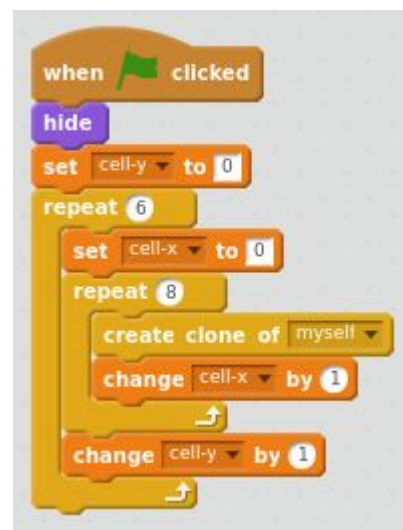 when clicked
hide
set cell-y to 0
repeat 6
set cell-x to 0
repeat 8
create clone of myself
change cell-x by 1
change cell-y by 1